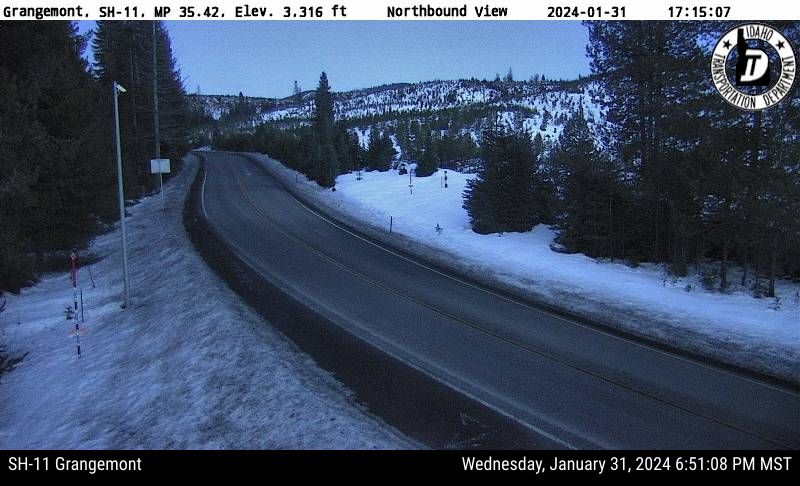 Grangemont, SH-11, MP 35.42, Elev. 3,316 ft Northbound View 2024-01-31 17:15:07
IDAHO TRANSPORTATION DEPARTMENT
SH-11 Grangemont Wednesday, January 31, 2024 6:51:08 PM MST